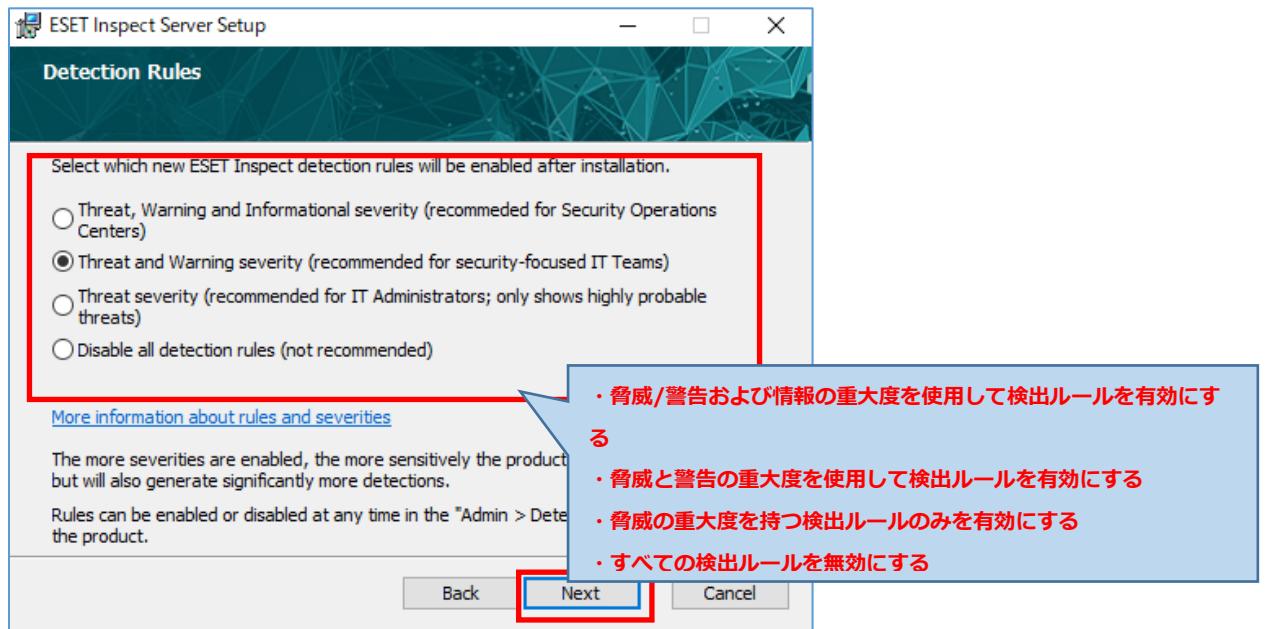 ESET Inspect Server Setup
Detection Rules
Select which new ESET Inspect detection rules will be enabled after installation.
Threat, Warning and Informational severity (recommeded for Security Operations
Centers)
Threat and Warning severity (recommended for security-focused IT Teams)
Threat severity (recommended for IT Administrators; only shows highly probable
threats)
Disable all detection rules (not recommended)
More information about rules and severities
The more severities are enabled, the more sensitively the product
but will also generate significantly more detections.
Rules can be enabled or disabled at any time in the "Admin > Dete
the product.
・脅威/警告および情報の重大度を使用して検出ルールを有効にす
る
・脅威と警告の重大度を使用して検出ルールを有効にする
・脅威の重大度を持つ検出ルールのみを有効にする
・すべての検出ルールを無効にする
Back Next Cancel